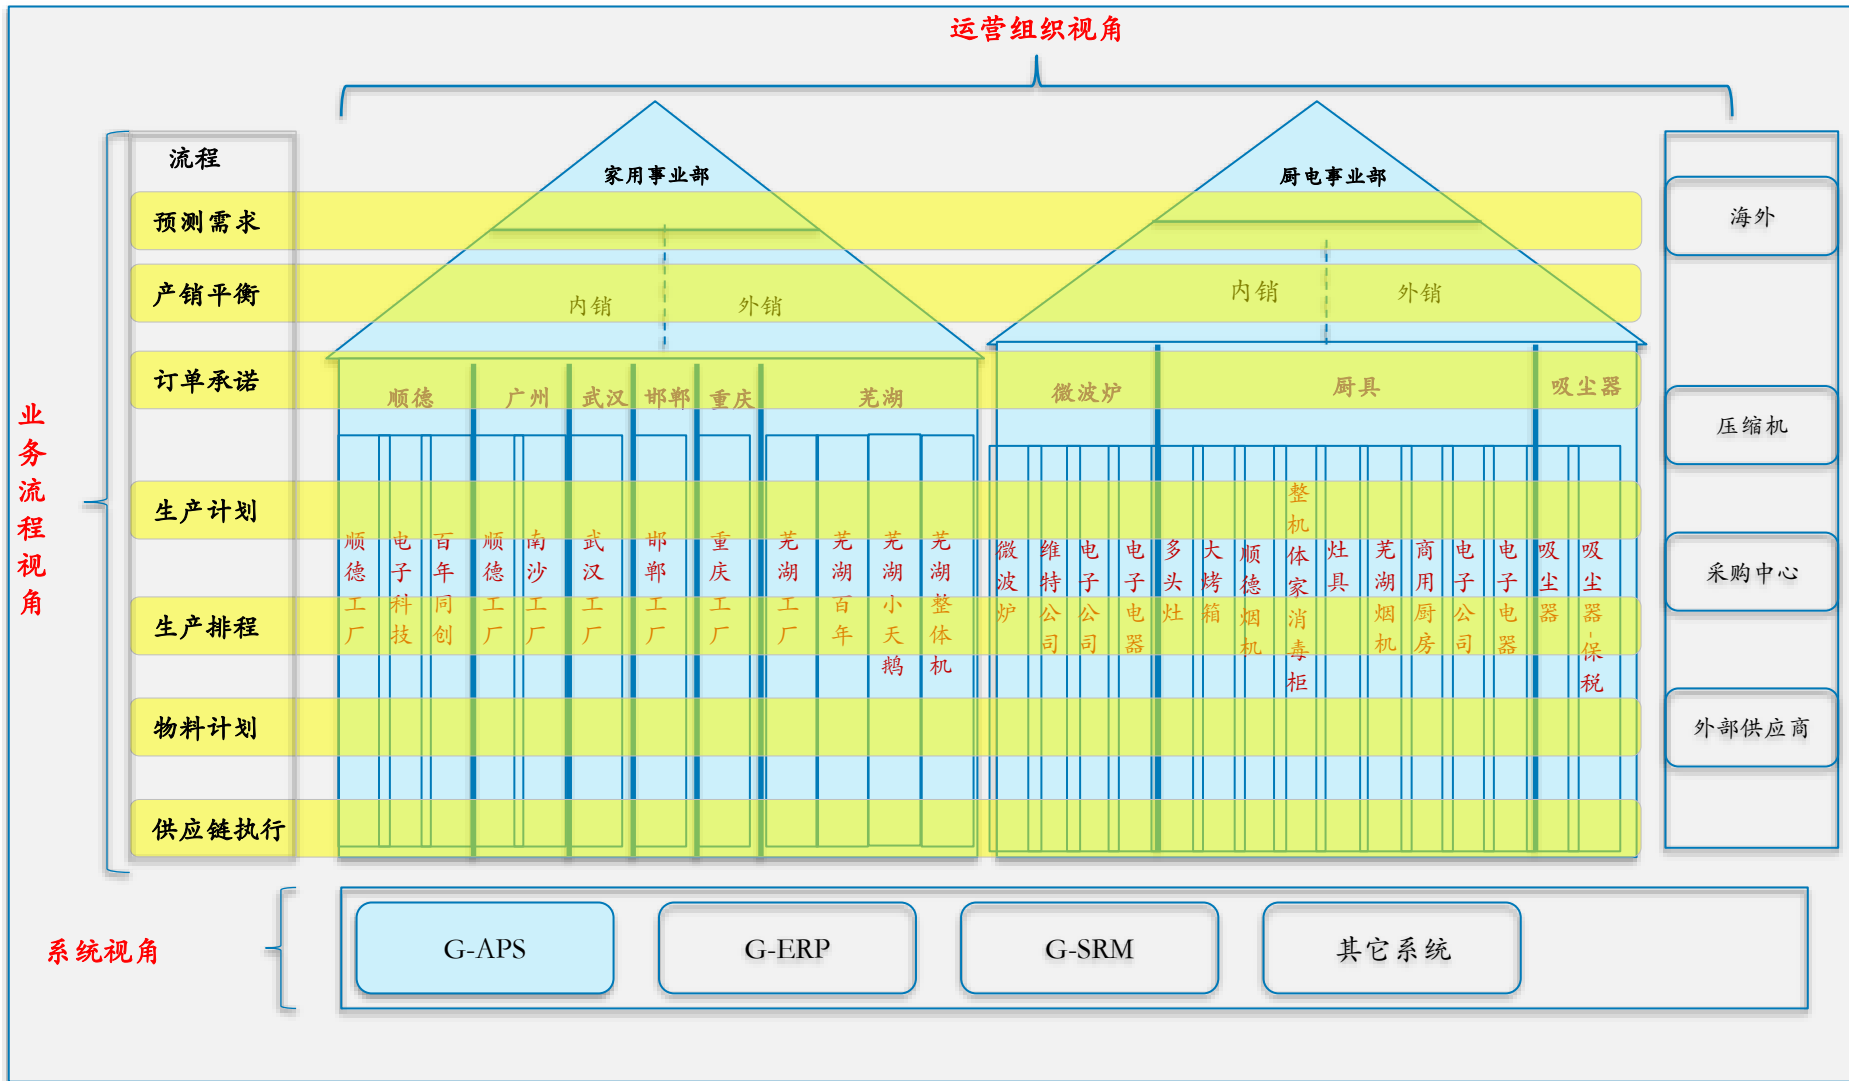 运营组织视角
流程
家用事业部
厨电事业部
预测需求
海外
产销平衡
内销
外销
内销
外销
订单承诺
顺德
广州
武汉
邯郸
重庆
芜湖
微波炉
厨具
吸尘器
压缩机
业务流程视角
生产计划
生产排程
顺德工厂
电子科技
百年同创
顺德工厂
南沙工厂
武汉工厂
邯郸工厂
重庆工厂
芜湖工厂
芜湖百年
芜湖小天鹅
芜湖整体机
微波炉
维特公司
电子公司
电子电器
多头灶
大烤箱
顺德烟机
整机体家消毒柜
灶具
芜湖烟机
商用厨房
电子公司
电子电器
吸尘器
吸尘器-保税
采购中心
物料计划
外部供应商
供应链执行
系统视角
G-APS
G-ERP
G-SRM
其它系统